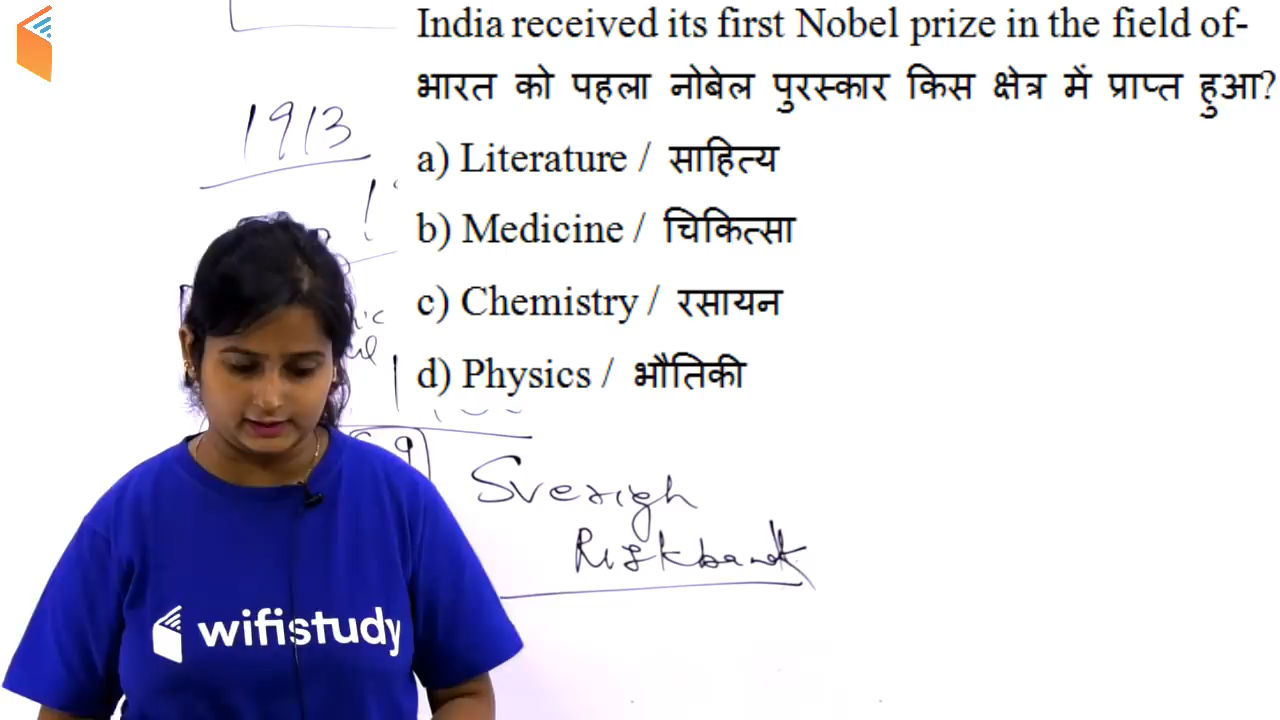 India received its first Nobel prize in the field of-
भारत को पहला नोबेल पुरस्कार किस क्षेत्र में प्राप्त हुआ?
a) Literature / साहित्य
b) Medicine / चिकित्सा
c) Chemistry / रसायन
d) Physics / भौतिकी
1913
Sverigh
Riskbank
wifistudy